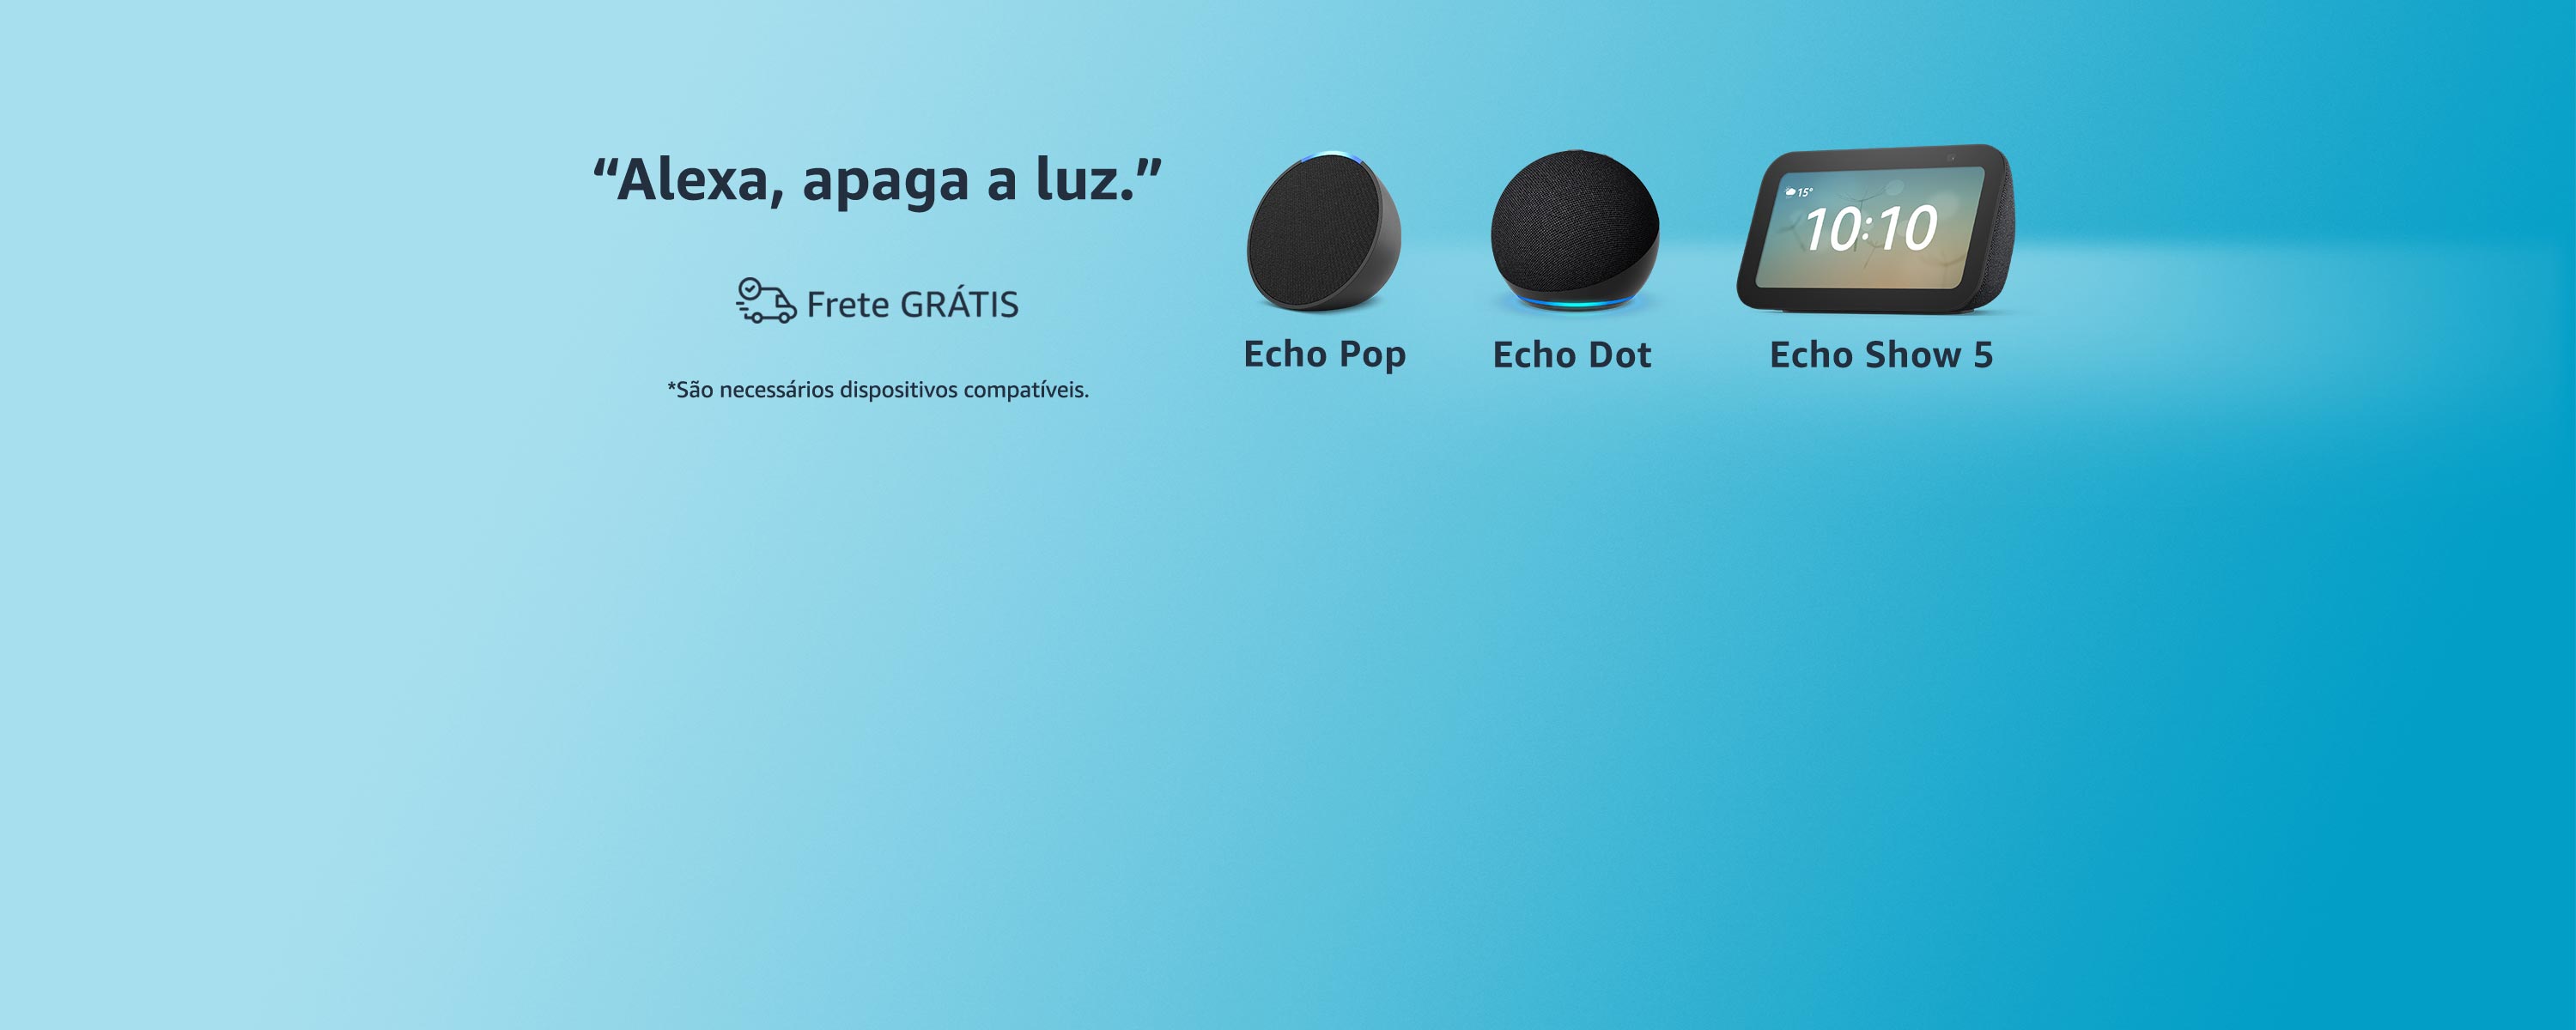 “Alexa, apaga a luz.”
Frete GRÁTIS
*São necessários dispositivos compatíveis.
15°
10:10
Echo Pop
Echo Dot
Echo Show 5